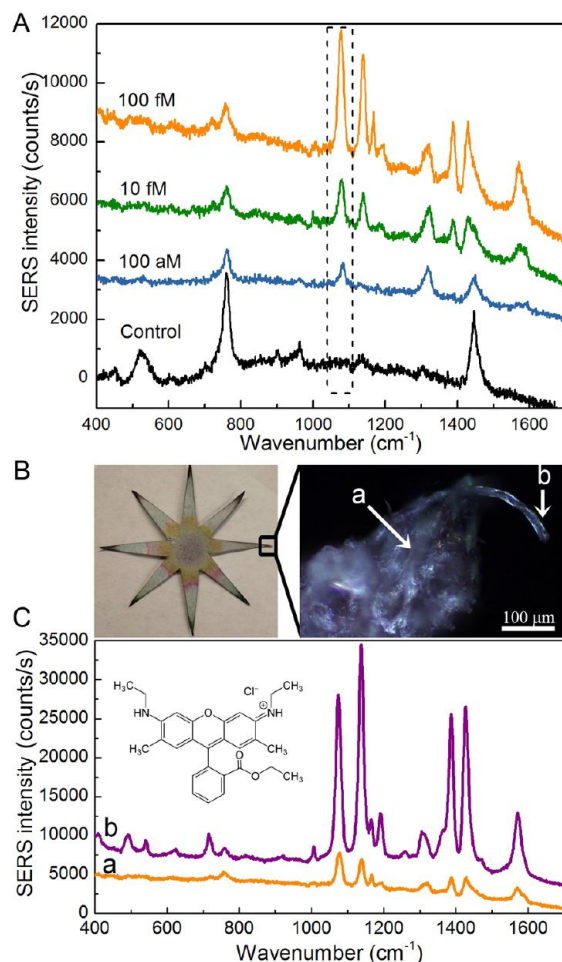 A
12000
10000
8000
6000
4000
2000
0
SERS intensity (counts/s)
100 fM
10 fM
100 aM
Control
400 600 800 1000 1200 1400 1600
Wavenumber (cm⁻¹)
B
a
b
100 μm
C
35000
30000
25000
20000
15000
10000
5000
0
SERS intensity (counts/s)
H₃C
HN
O
Cl⁻
NH
+
CH₃
H₃C
CH₃
O
O
CH₃
b
a
400 600 800 1000 1200 1400 1600
Wavenumber (cm⁻¹)